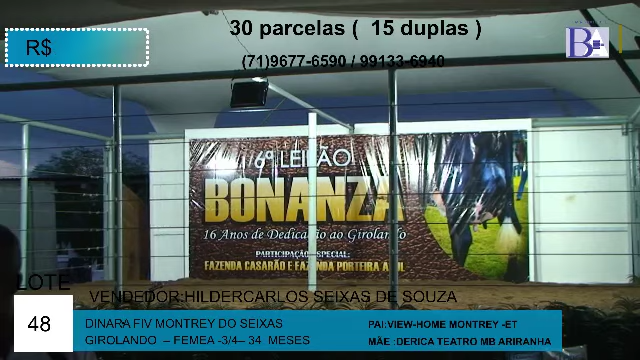 30 parcelas ( 15 duplas )
R$
B
(71)9677-6590 / 99133-6940
16º LEILÃO
BONANZA
16 Anos de Dedicação ao Girolando
PARTICIPAÇÃO ESPECIAL:
FAZENDA CASARÃO E FAZENDA PORTEIRA AZUL
LOTE
VENDEDOR:HILDERCARLOS SEIXAS DE SOUZA
48
DINARA FIV MONTREY DO SEIXAS
GIROLANDO – FEMEA -3/4– 34 MESES
PAI:VIEW-HOME MONTREY -ET
MÃE :DERICA TEATRO MB ARIRANHA